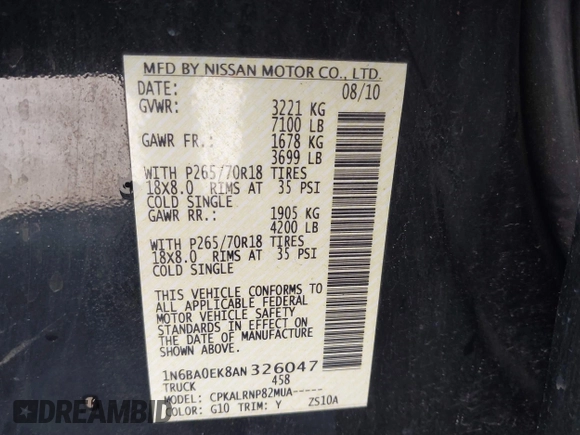 MFD BY NISSAN MOTOR CO., LTD.
DATE: 08/10
GVWR: 3221 KG
7100 LB
GAWR FR.: 1678 KG
3699 LB
WITH P265/70R18 TIRES
18X8.0 RIMS AT 35 PSI
COLD SINGLE
GAWR RR.: 1905 KG
4200 LB
WITH P265/70R18 TIRES
18X8.0 RIMS AT 35 PSI
COLD SINGLE
THIS VEHICLE CONFORMS TO
ALL APPLICABLE FEDERAL
MOTOR VEHICLE SAFETY
STANDARDS IN EFFECT ON
THE DATE OF MANUFACTURE
SHOWN ABOVE.
1N6BA0EK8AN326047
TRUCK 458
MODEL: CPKALRNP82MUA-----
COLOR: G10 TRIM: Y ZS10A
DREAMBID